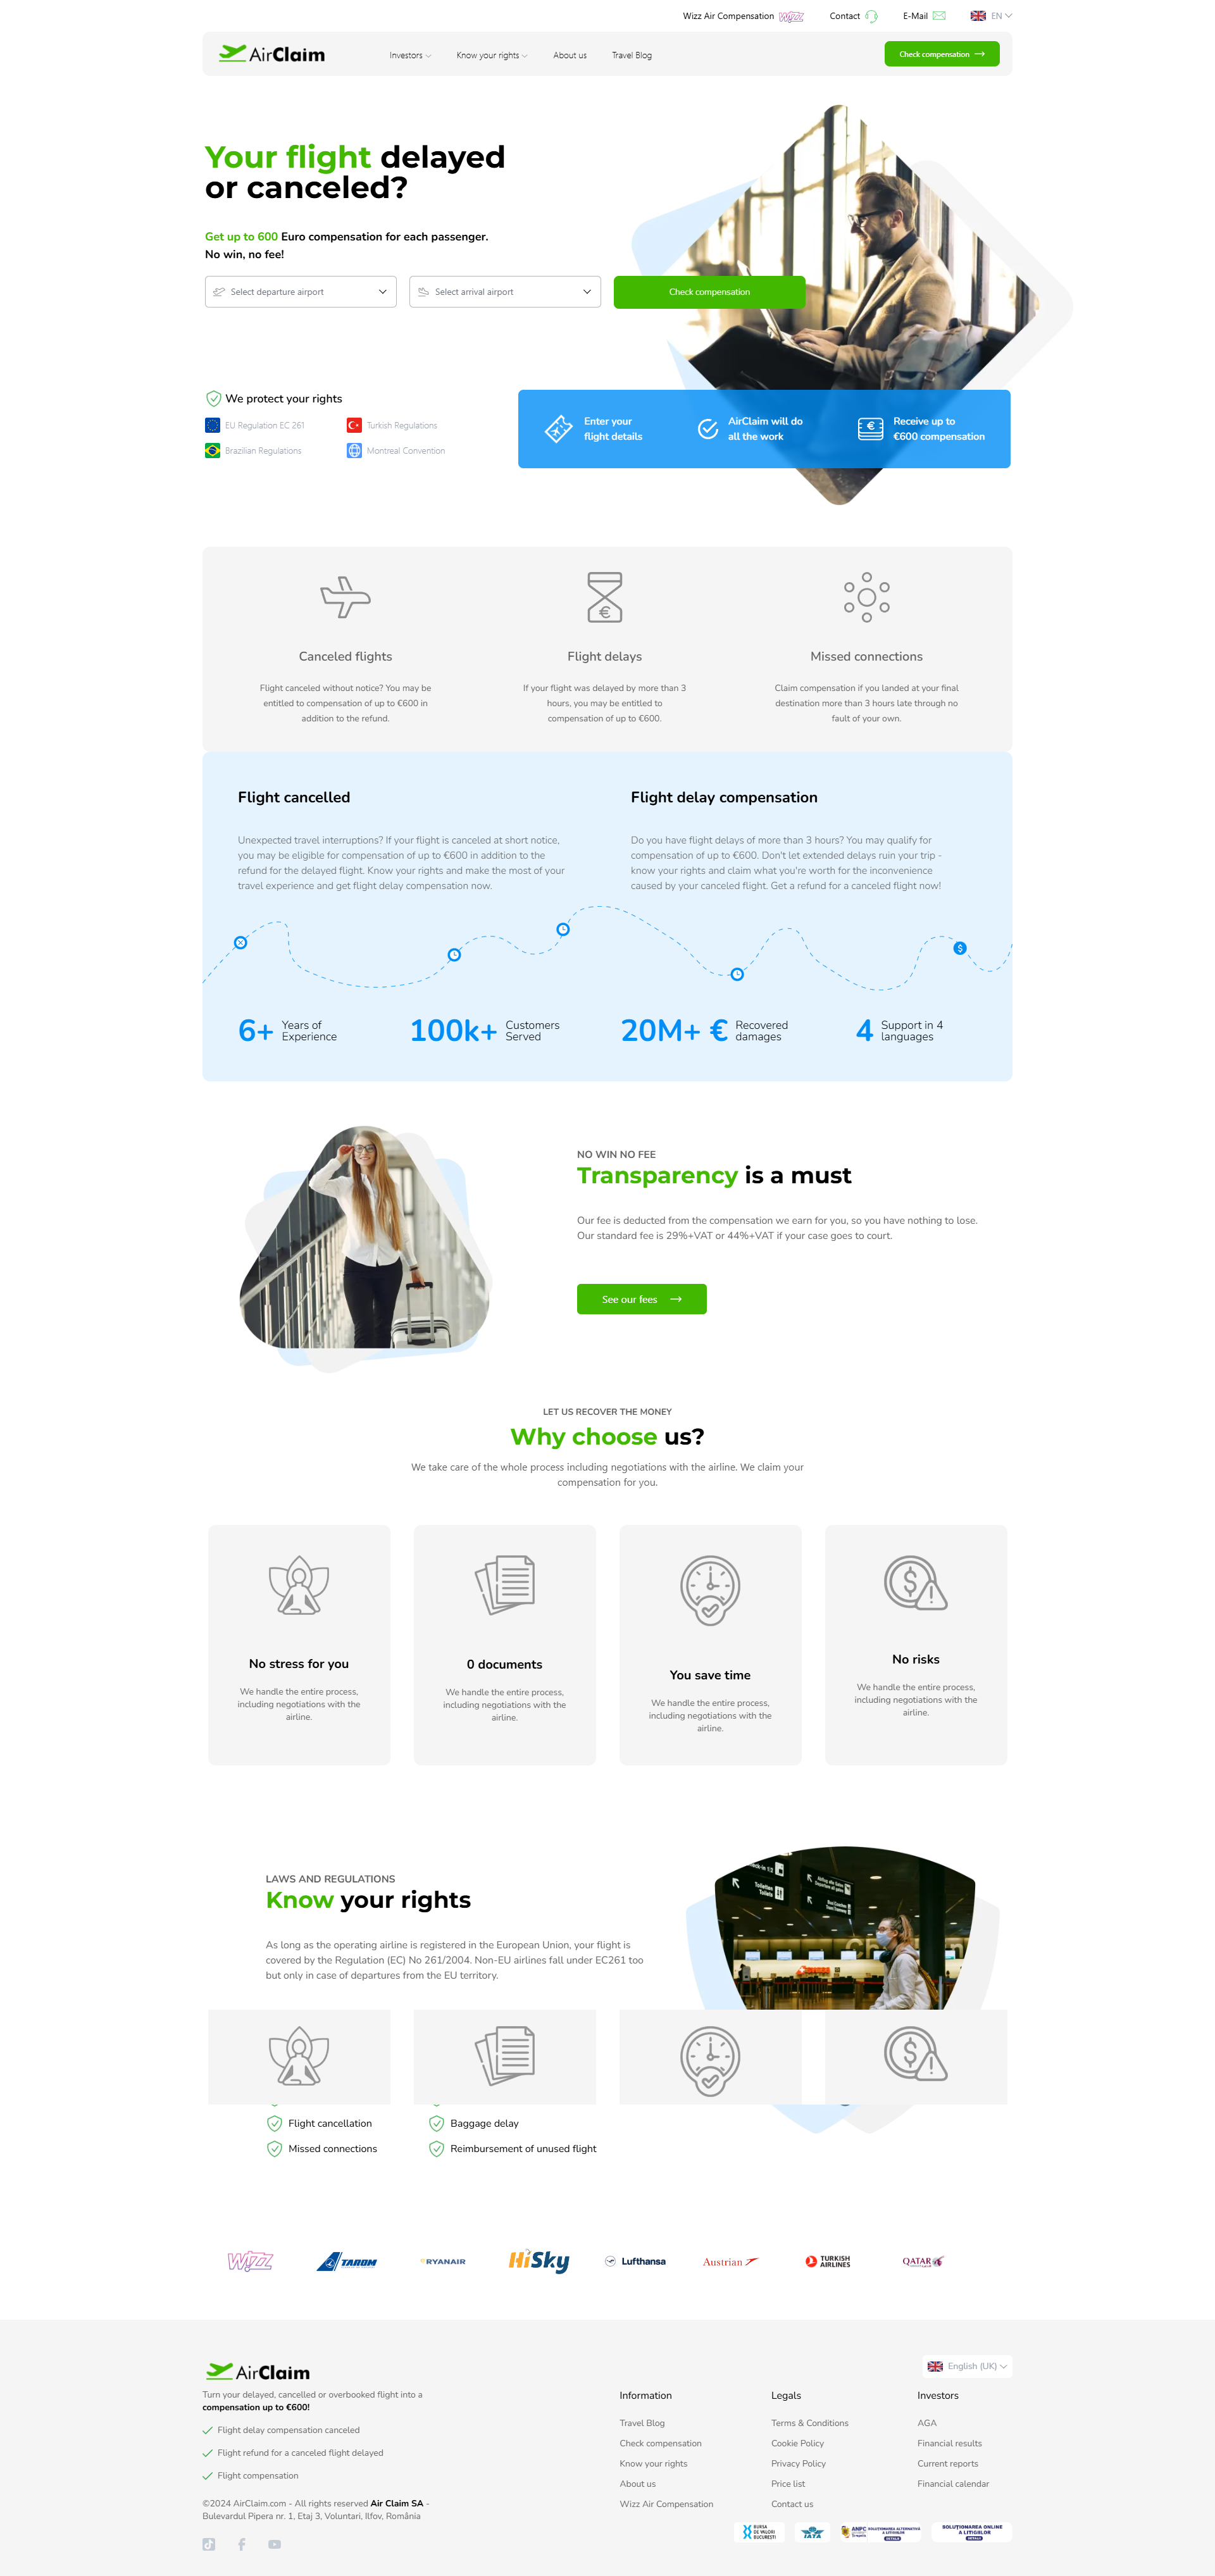 Wizz Air Compensation WIZZ Contact E-Mail EN
AirClaim Investors Know your rights About us Travel Blog Check compensation
Your flight delayed
or canceled?
Get up to 600 Euro compensation for each passenger.
No win, no fee!
Select departure airport Select arrival airport Check compensation
We protect your rights
EU Regulation EC 261 Turkish Regulations
Brazilian Regulations Montreal Convention
Enter your
flight details
AirClaim will do
all the work
Receive up to
€600 compensation
Canceled flights
Flight canceled without notice? You may be
entitled to compensation of up to €600 in
addition to the refund.
Flight delays
If your flight was delayed by more than 3
hours, you may be entitled to
compensation of up to €600.
Missed connections
Claim compensation if you landed at your final
destination more than 3 hours late through no
fault of your own.
Flight cancelled
Unexpected travel interruptions? If your flight is canceled at short notice,
you may be eligible for compensation of up to €600 in addition to the
refund for the delayed flight. Know your rights and make the most of your
travel experience and get flight delay compensation now.
Flight delay compensation
Do you have flight delays of more than 3 hours? You may qualify for
compensation of up to €600. Don't let extended delays ruin your trip -
know your rights and claim what you're worth for the inconvenience
caused by your canceled flight. Get a refund for a canceled flight now!
6+ Years of
Experience
100k+ Customers
Served
20M+ € Recovered
damages
4 Support in 4
languages
NO WIN NO FEE
Transparency is a must
Our fee is deducted from the compensation we earn for you, so you have nothing to lose.
Our standard fee is 29%+VAT or 44%+VAT if your case goes to court.
See our fees
LET US RECOVER THE MONEY
Why choose us?
We take care of the whole process including negotiations with the airline. We claim your
compensation for you.
No stress for you
We handle the entire process,
including negotiations with the
airline.
0 documents
We handle the entire process,
including negotiations with the
airline.
You save time
We handle the entire process,
including negotiations with the
airline.
No risks
We handle the entire process,
including negotiations with the
airline.
LAWS AND REGULATIONS
Know your rights
As long as the operating airline is registered in the European Union, your flight is
covered by the Regulation (EC) No 261/2004. Non-EU airlines fall under EC261 too
but only in case of departures from the EU territory.
Toiletten
Toilets
Flight cancellation Baggage delay
Missed connections Reimbursement of unused flight
WIZZ TAROM RYANAIR HiSky Lufthansa Austrian TURKISH AIRLINES QATAR
AirClaim
Turn your delayed, cancelled or overbooked flight into a
compensation up to €600!
Flight delay compensation canceled
Flight refund for a canceled flight delayed
Flight compensation
©2024 AirClaim.com - All rights reserved Air Claim SA -
Bulevardul Pipera nr. 1, Etaj 3, Voluntari, Ilfov, România
English (UK)
Information
Travel Blog
Check compensation
Know your rights
About us
Wizz Air Compensation
Legals
Terms & Conditions
Cookie Policy
Privacy Policy
Price list
Contact us
Investors
AGA
Financial results
Current reports
Financial calendar
BURSA
DE VALORI
BUCUREȘTI
IATA
ANPC
SOLUȚIONAREA ALTERNATIVĂ
A LITIGIILOR
DETALII
SOLUȚIONAREA ONLINE
A LITIGIILOR
DETALII